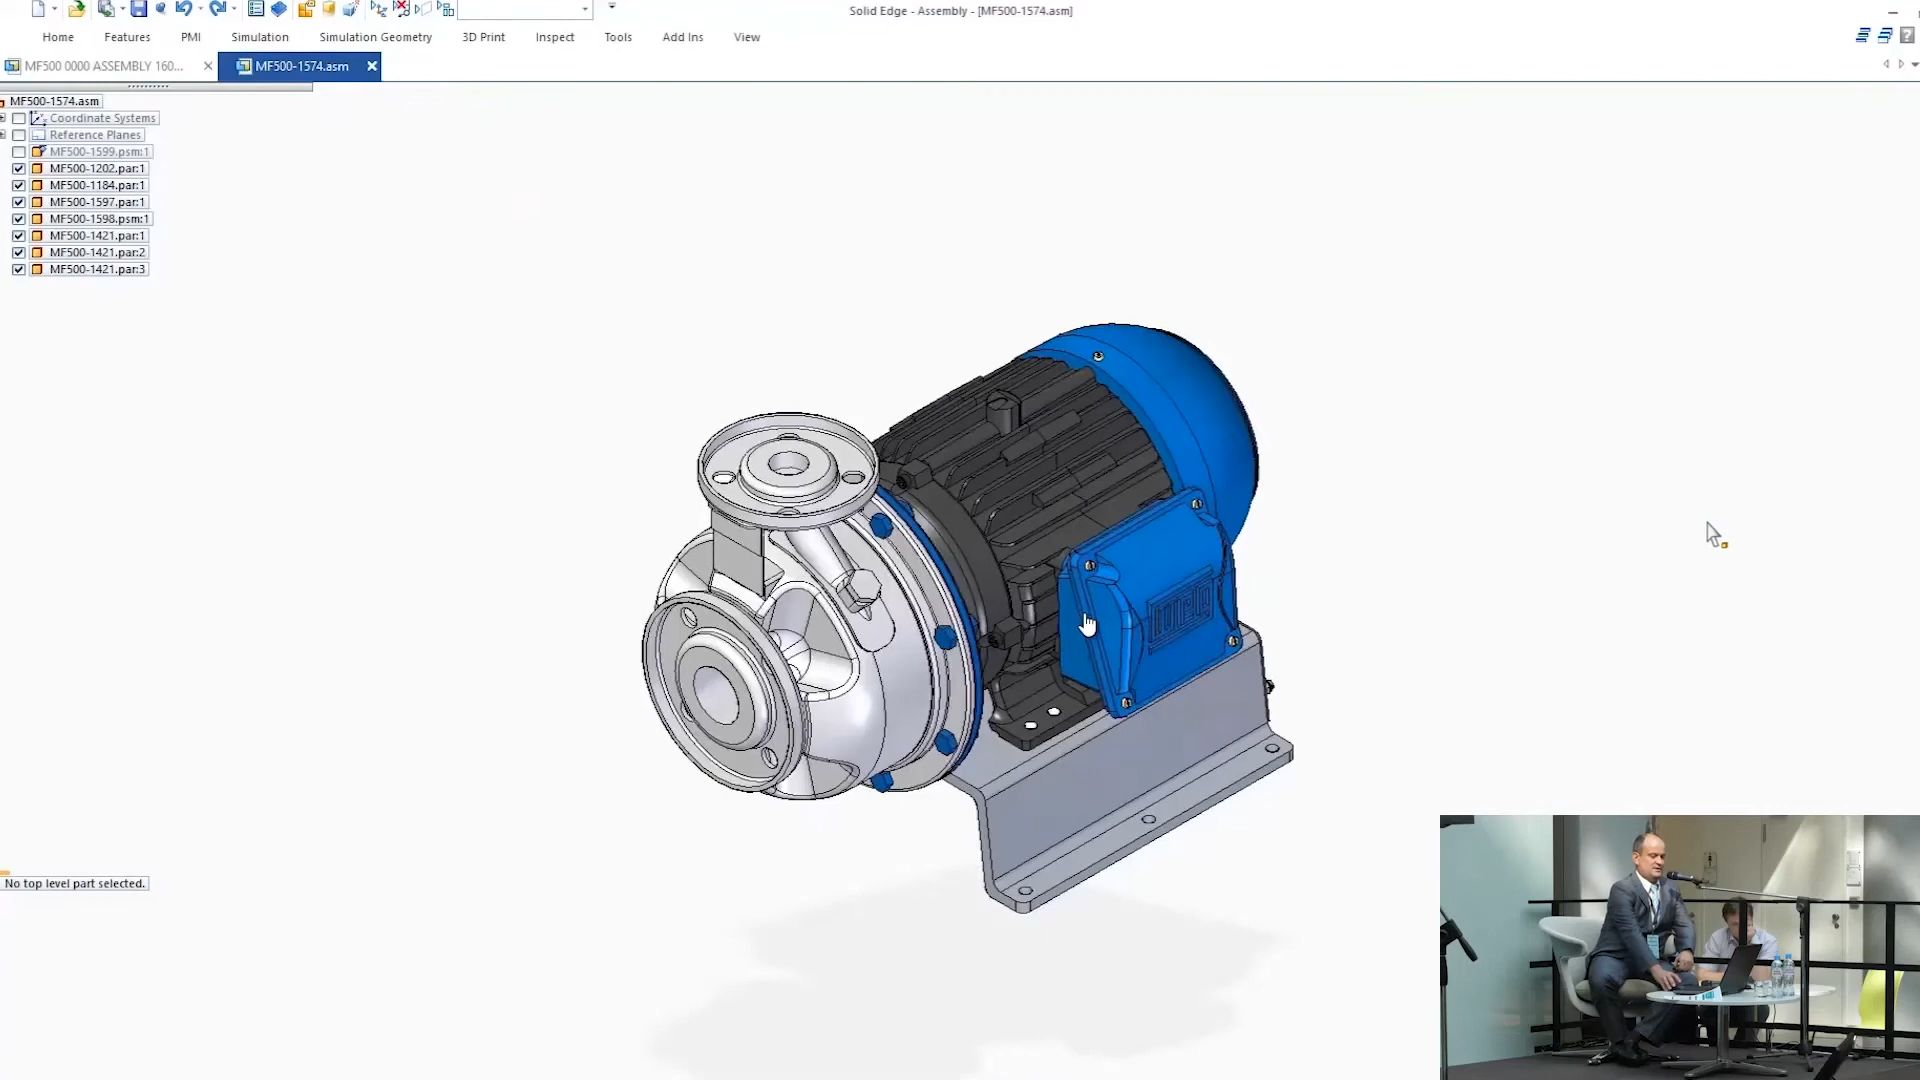 Solid Edge - Assembly - [MF500-1574.asm]
Home Features PMI Simulation Simulation Geometry 3D Print Inspect Tools Add Ins View
MF500 0000 ASSEMBLY 160... MF500-1574.asm
MF500-1574.asm
Coordinate Systems
Reference Planes
MF500-1599.psm:1
MF500-1202.par:1
MF500-1184.par:1
MF500-1597.par:1
MF500-1598.psm:1
MF500-1421.par:1
MF500-1421.par:2
MF500-1421.par:3
weg
No top level part selected.